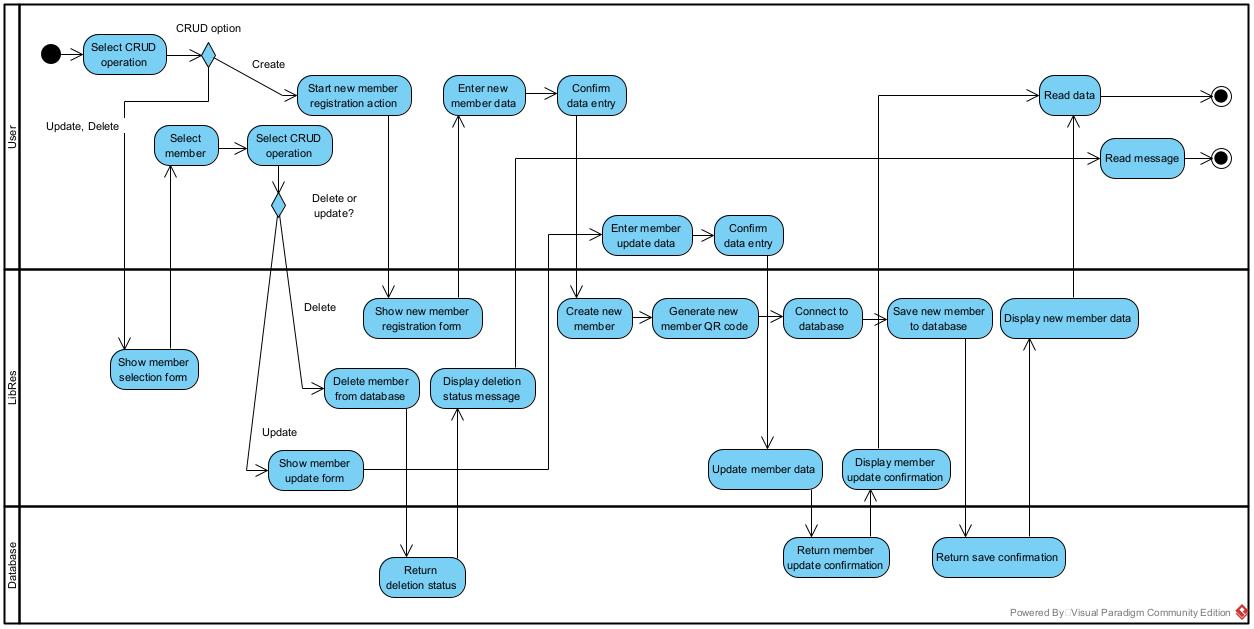 User
CRUD option
Select CRUD
operation
Create
Start new member
registration action
Enter new
member data
Confirm
data entry
Read data
Update, Delete
Select
member
Select CRUD
operation
Read message
Delete or
update?
Enter member
update data
Confirm
data entry
LibRes
Delete
Show new member
registration form
Create new
member
Generate new
member QR code
Connect to
database
Save new member
to database
Display new member data
Show member
selection form
Delete member
from database
Display deletion
status message
Update
Show member
update form
Update member data
Display member
update confirmation
Database
Return
deletion status
Return member
update confirmation
Return save confirmation
Powered By Visual Paradigm Community Edition